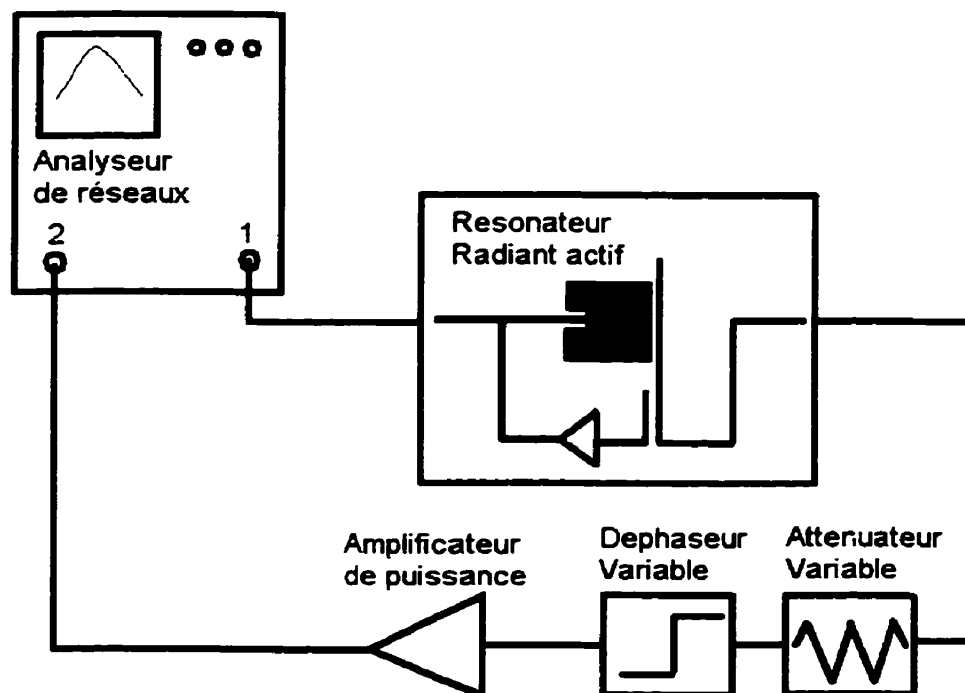 Analyseur
de réseaux
2
1
Resonateur
Radiant actif
Amplificateur
de puissance
Dephaseur
Variable
Attenuateur
Variable